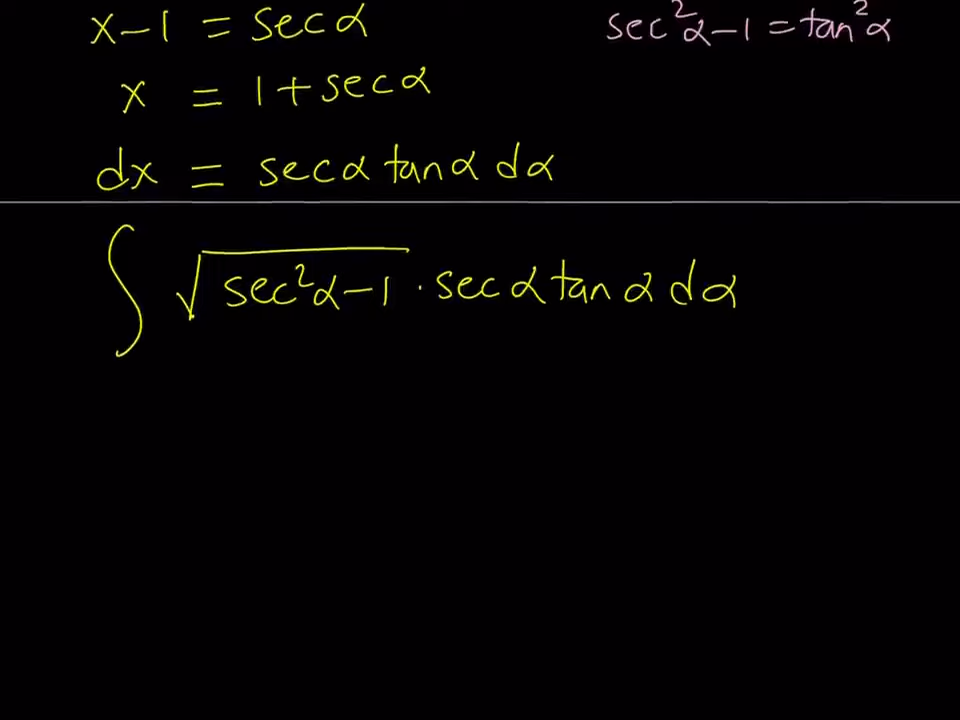 x-1 = secα
sec²α-1 = tan²α
x = 1+secα
dx = secα tanα dα
∫ √(sec²α-1) · secα tanα dα